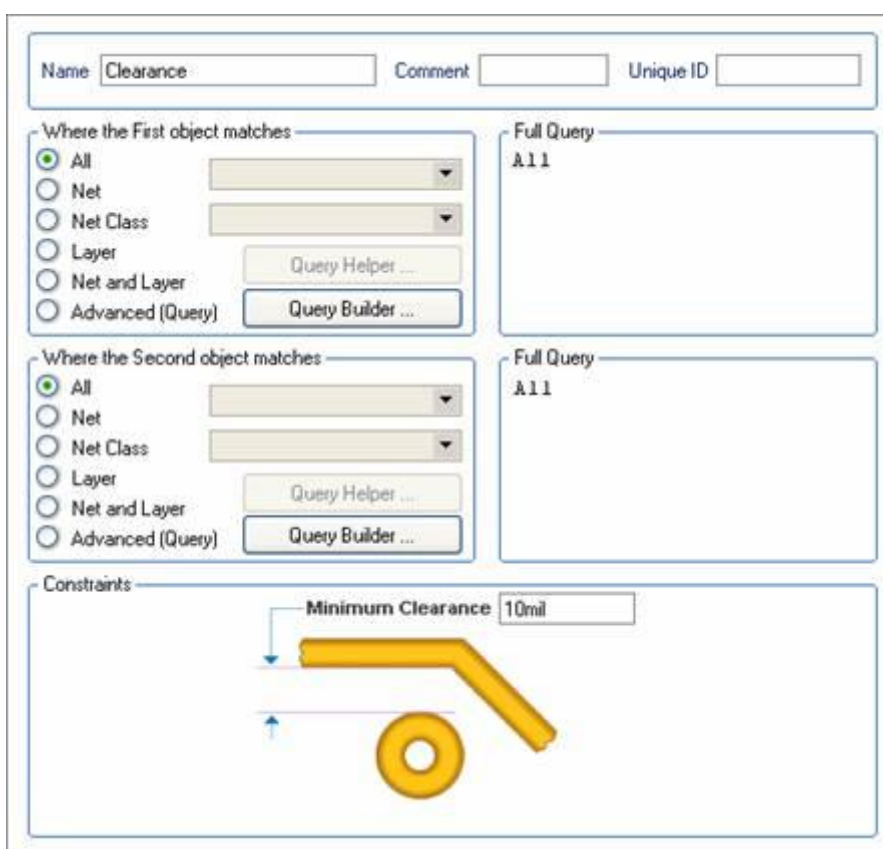 Name Clearance Comment Unique ID
Where the First object matches
All
Net
Net Class
Layer
Net and Layer
Advanced (Query)
Query Helper ...
Query Builder ...
Full Query
All
Where the Second object matches
All
Net
Net Class
Layer
Net and Layer
Advanced (Query)
Query Helper ...
Query Builder ...
Full Query
All
Constraints
Minimum Clearance 10mil